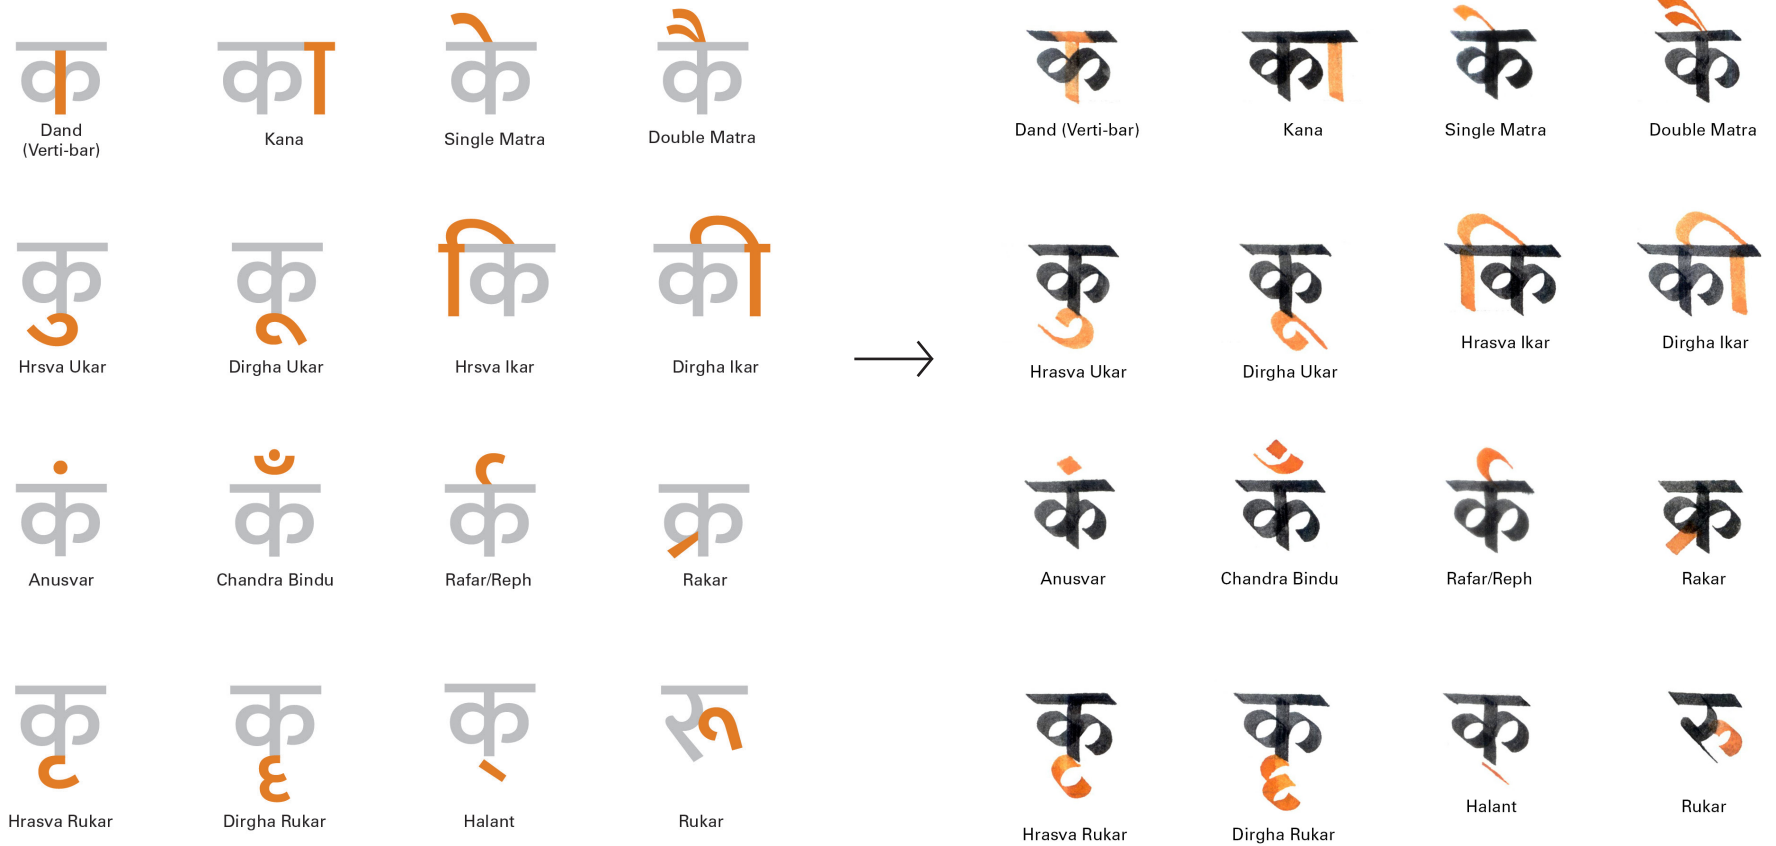 क का के कै
Dand Kana Single Matra Double Matra
(Verti-bar)
कु कू कि की
Hrsva Ukar Dirgha Ukar Hrsva Ikar Dirgha Ikar
कं कँ र्क क्र
Anusvar Chandra Bindu Rafar/Reph Rakar
कृ कॄ क् रू
Hrasva Rukar Dirgha Rukar Halant Rukar
क का के कै
Dand (Verti-bar) Kana Single Matra Double Matra
कु कू कि की
Hrasva Ukar Dirgha Ukar Hrasva Ikar Dirgha Ikar
कं कँ र्क क्र
Anusvar Chandra Bindu Rafar/Reph Rakar
कृ कॄ क् रु
Hrasva Rukar Dirgha Rukar Halant Rukar